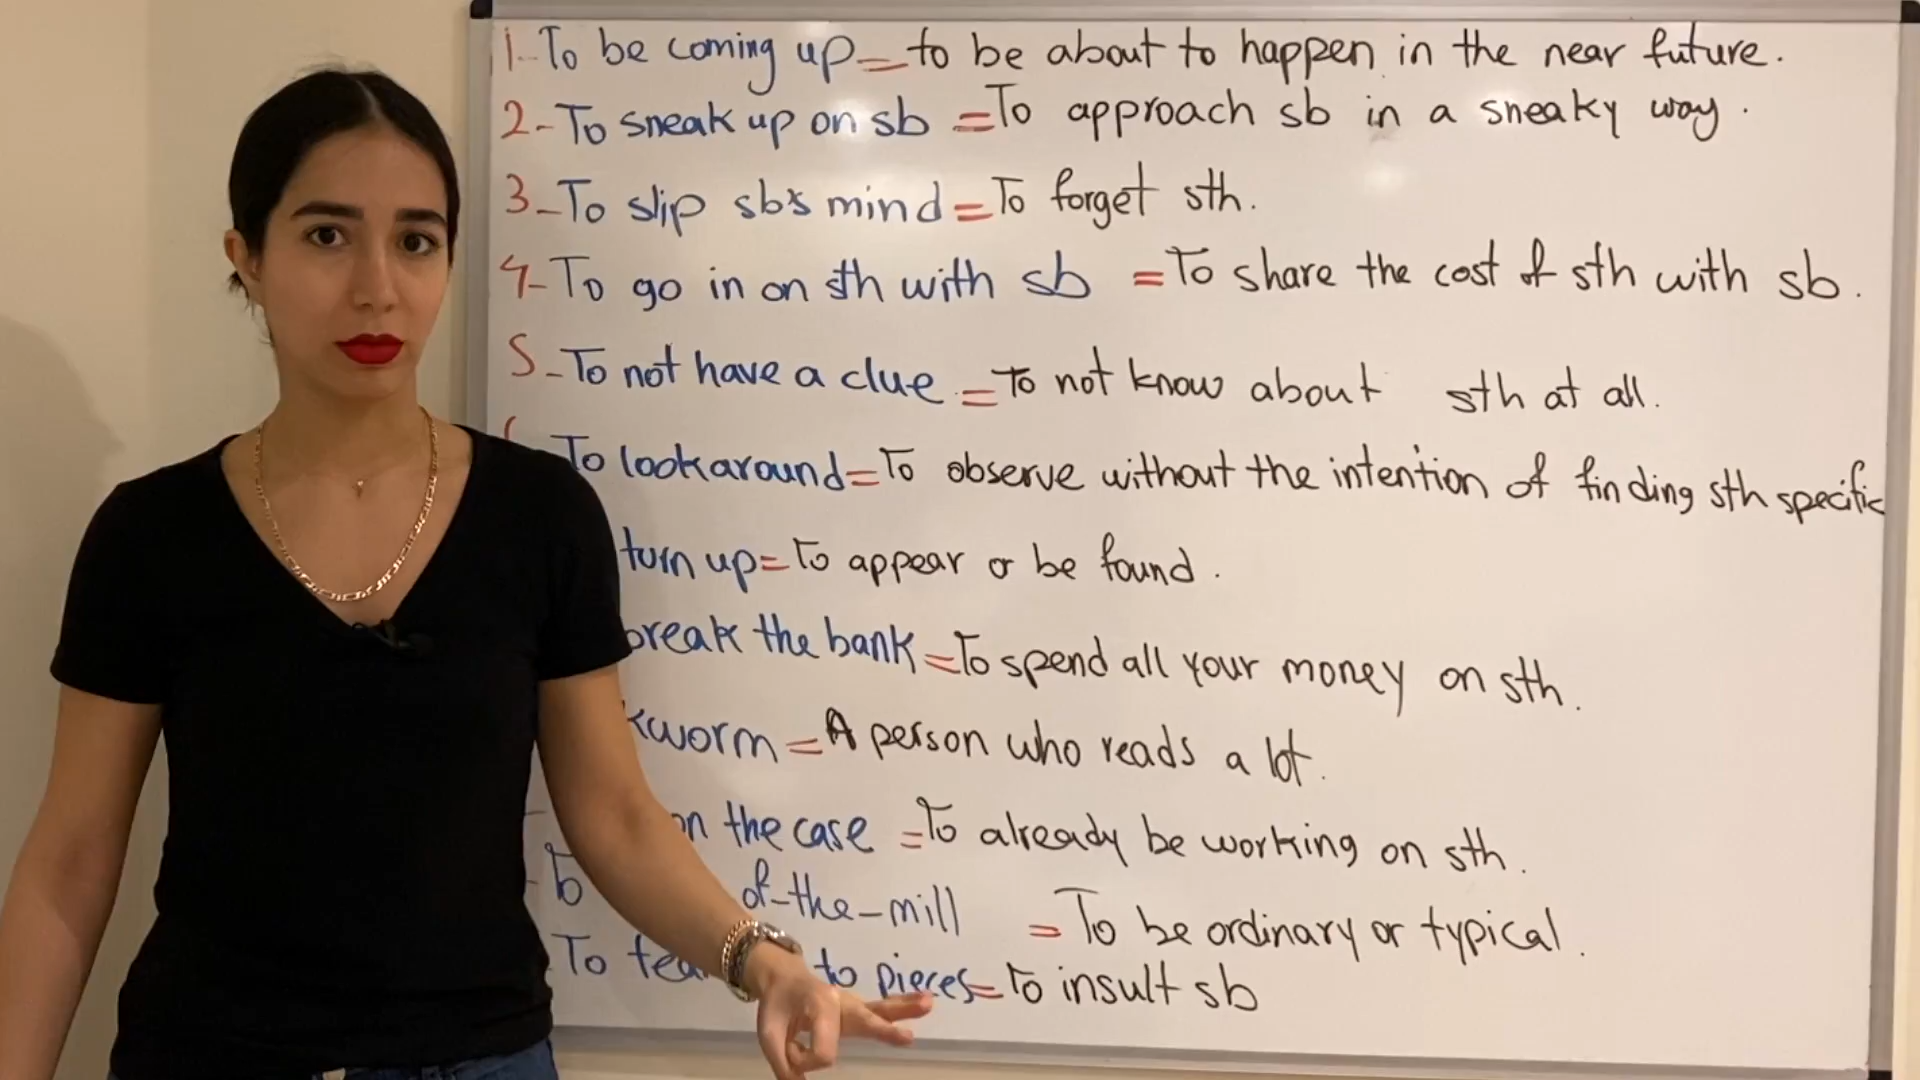 1- To be coming up = to be about to happen in the near future.
2- To sneak up on sb = To approach sb in a sneaky way.
3- To slip sb's mind = To forget sth.
4- To go in on sth with sb = To share the cost of sth with sb.
5- To not have a clue = To not know about sth at all.
To look around = To observe without the intention of finding sth specific
turn up = To appear or be found.
break the bank = To spend all your money on sth.
kworm = A person who reads a lot.
on the case = To already be working on sth.
- To of-the-mill = To be ordinary or typical.
To to pieces = To insult sb